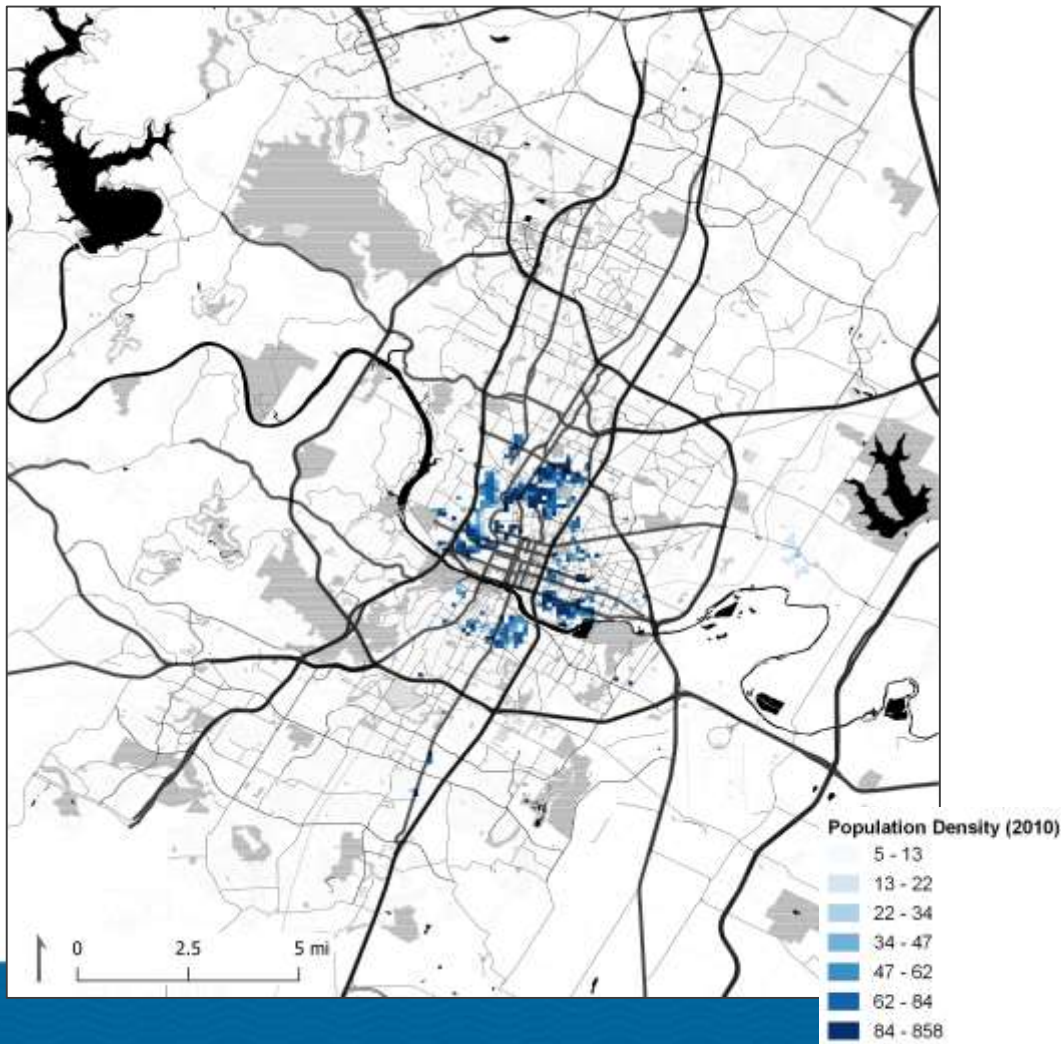 0 2.5 5 mi
Population Density (2010)
5 - 13
13 - 22
22 - 34
34 - 47
47 - 62
62 - 84
84 - 858